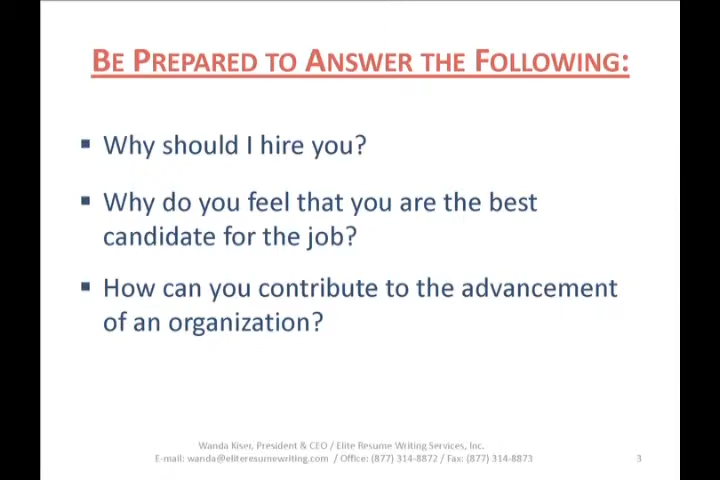 BE PREPARED TO ANSWER THE FOLLOWING:
▪ Why should I hire you?
▪ Why do you feel that you are the best
candidate for the job?
▪ How can you contribute to the advancement
of an organization?
Wanda Kiser, President & CEO / Elite Resume Writing Services, Inc.
E-mail: wanda@eliteresumewriting.com / Office: (877) 314-8872 / Fax: (877) 314-8873
3